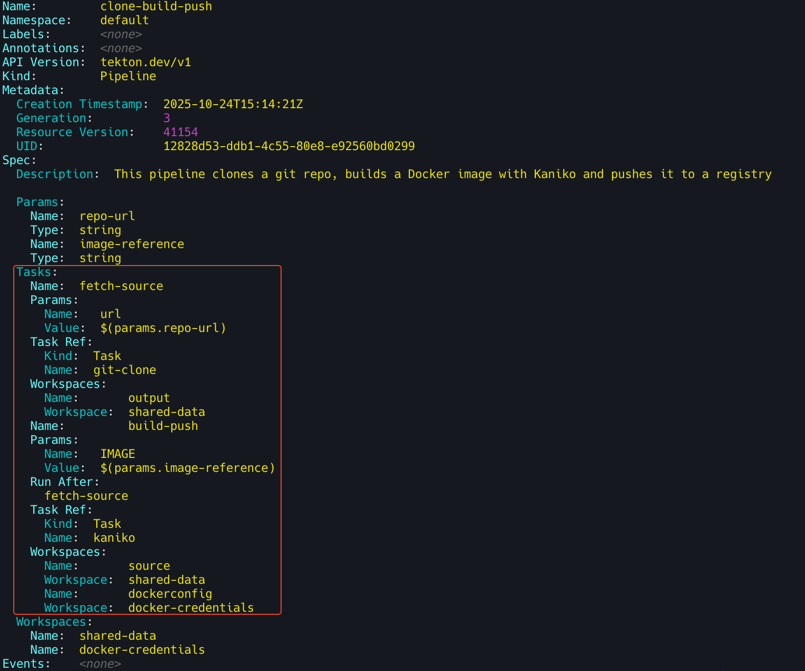 Name:         clone-build-push
Namespace:    default
Labels:       <none>
Annotations:  <none>
API Version:  tekton.dev/v1
Kind:         Pipeline
Metadata:
  Creation Timestamp:  2025-10-24T15:14:21Z
  Generation:          3
  Resource Version:    41154
  UID:                 12828d53-ddb1-4c55-80e8-e92560bd0299
Spec:
  Description:  This pipeline clones a git repo, builds a Docker image with Kaniko and pushes it to a registry

  Params:
    Name:  repo-url
    Type:  string
    Name:  image-reference
    Type:  string
  Tasks:
    Name:  fetch-source
    Params:
      Name:   url
      Value:  $(params.repo-url)
    Task Ref:
      Kind:  Task
      Name:  git-clone
    Workspaces:
      Name:       output
      Workspace:  shared-data
    Name:         build-push
    Params:
      Name:   IMAGE
      Value:  $(params.image-reference)
    Run After:
      fetch-source
    Task Ref:
      Kind:  Task
      Name:  kaniko
    Workspaces:
      Name:       source
      Workspace:  shared-data
      Name:       dockerconfig
      Workspace:  docker-credentials
  Workspaces:
    Name:  shared-data
    Name:  docker-credentials
Events:    <none>